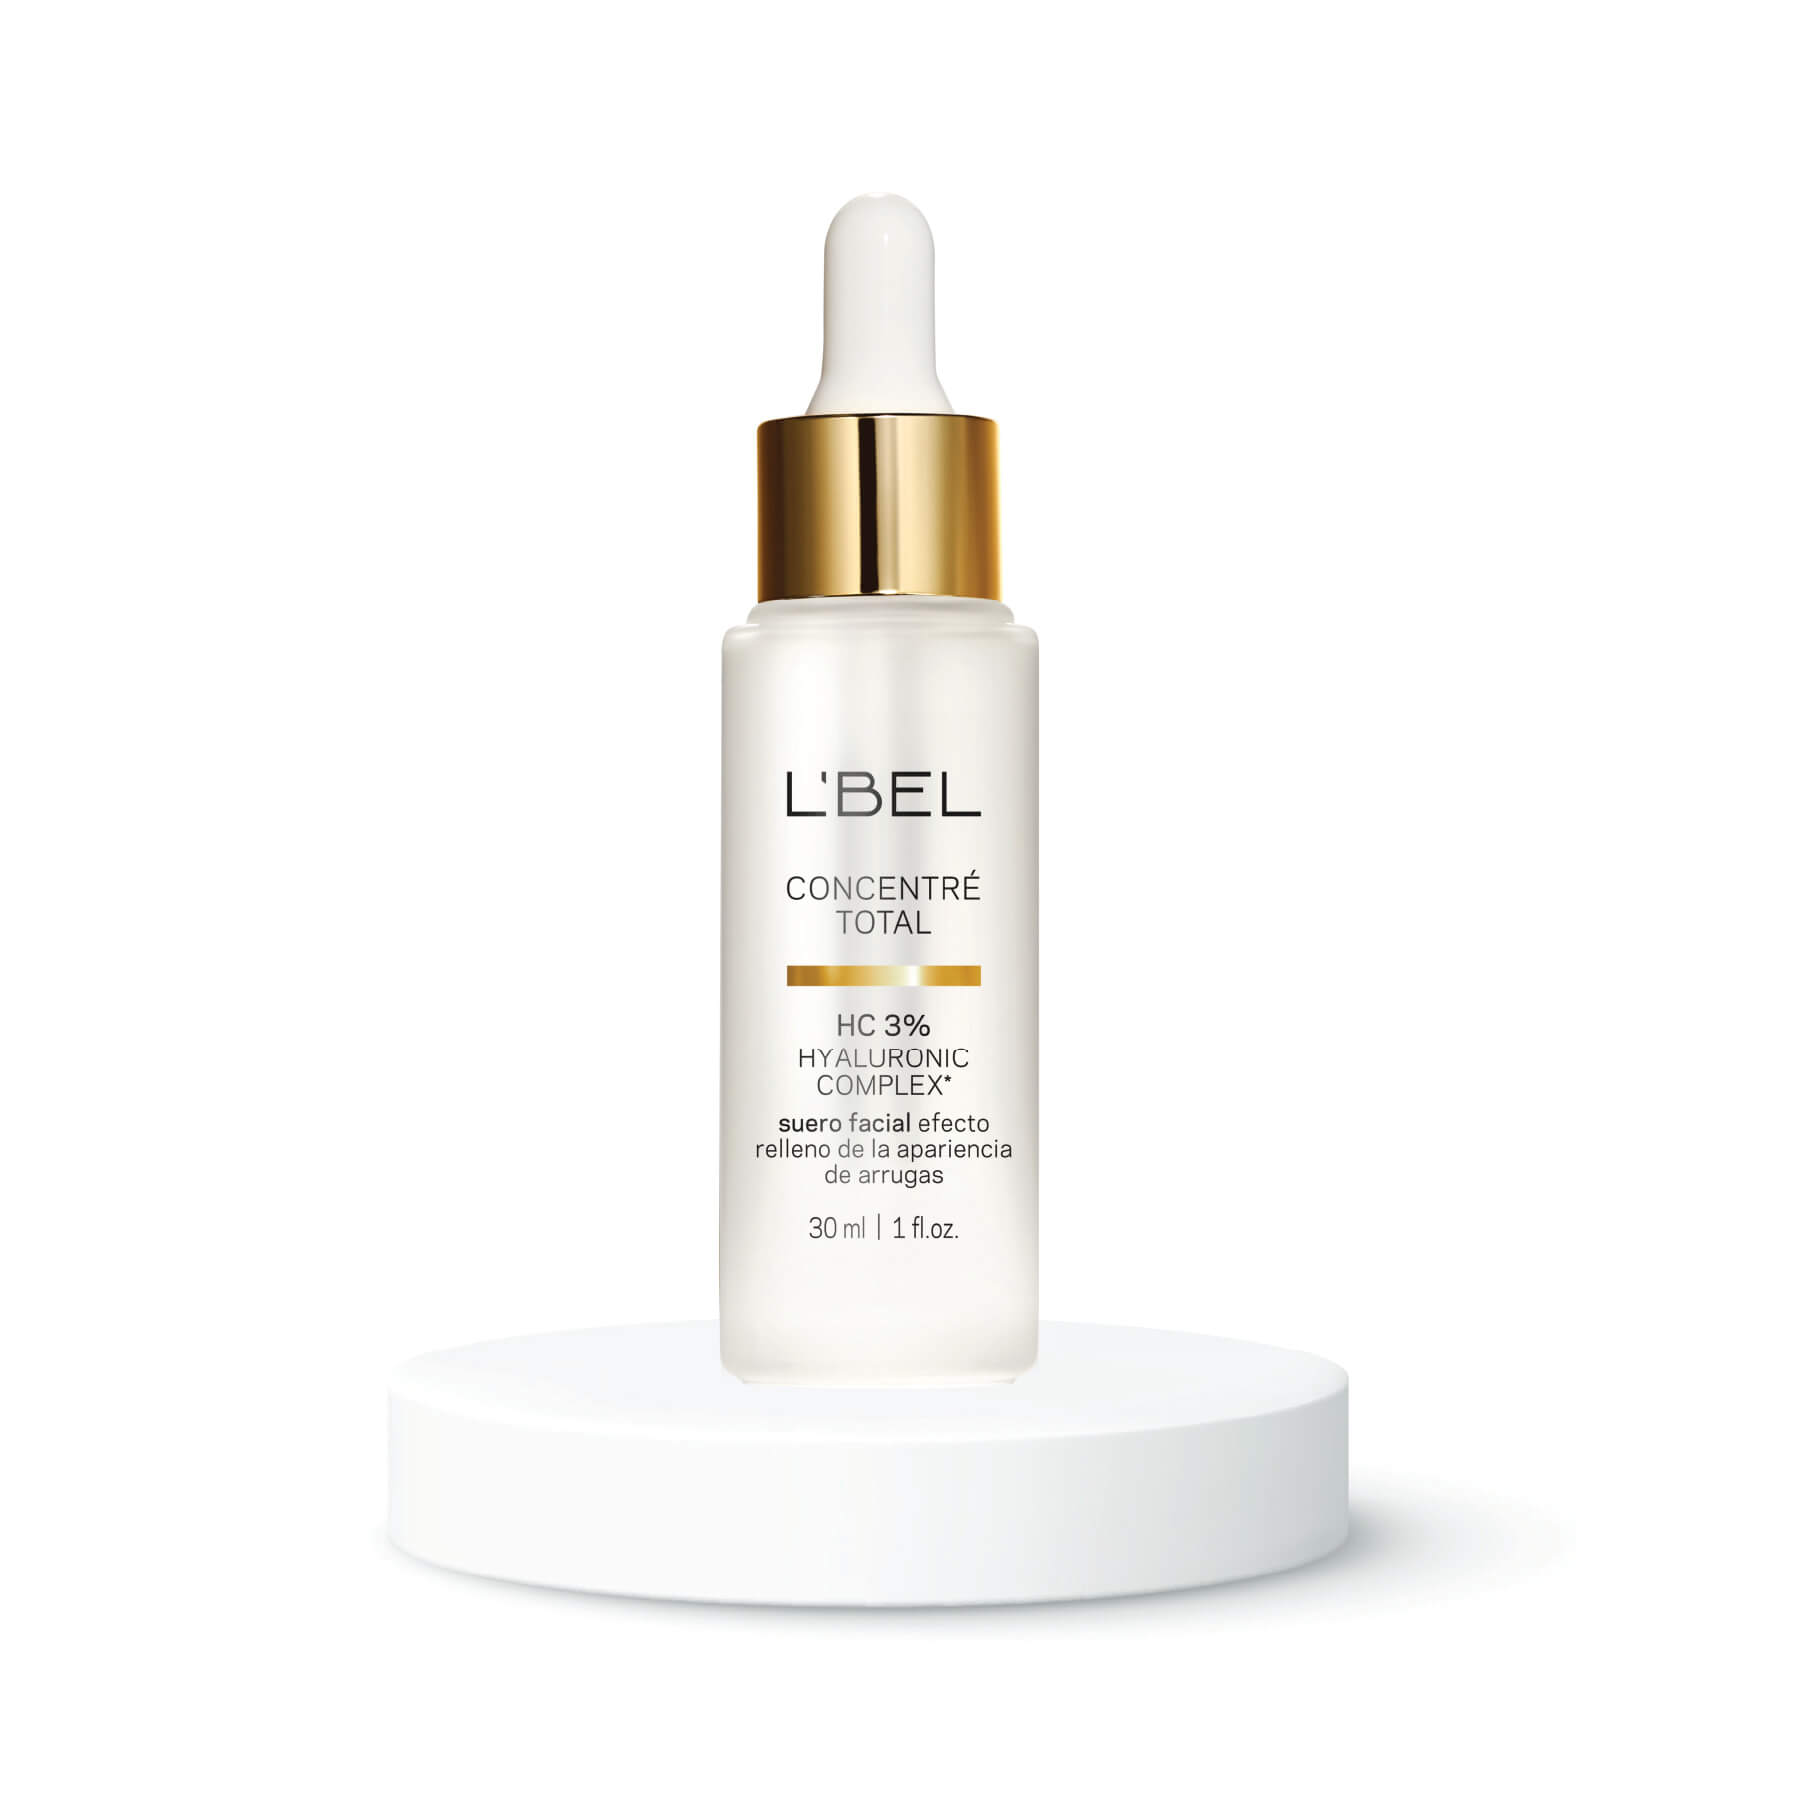 L'BEL
CONCENTRÉ
TOTAL
HC 3%
HYALURONIC
COMPLEX*
suero facial efecto
relleno de la apariencia
de arrugas
30 ml | 1 fl.oz.